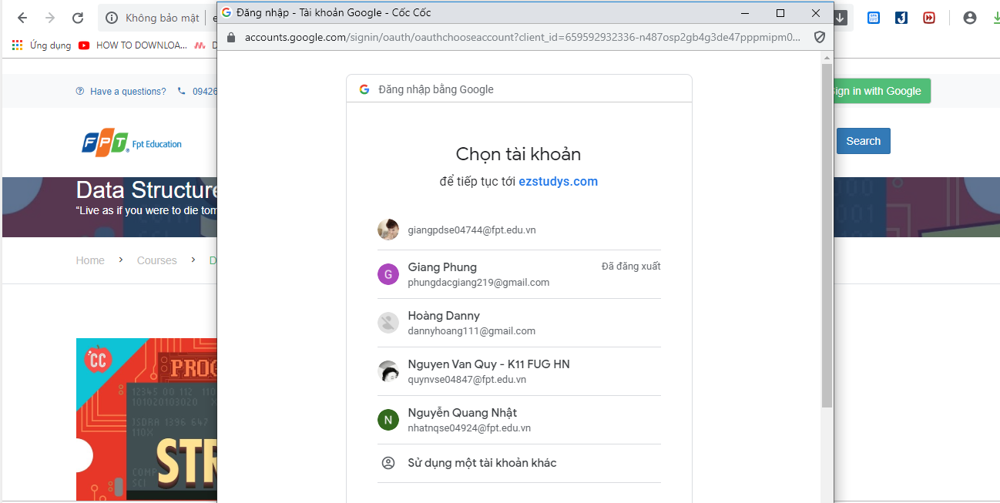 Đăng nhập - Tài khoản Google - Cốc Cốc
Không bảo mật
accounts.google.com/signin/oauth/oauthchooseaccount?client_id=659592932336-n487osp2gb4g3de47pppmipm0...
Ứng dụng
HOW TO DOWNLOA...
Đăng nhập bằng Google
Have a questions?
09426
Sign in with Google
FPT
Fpt Education
Search
Chọn tài khoản
để tiếp tục tới ezstudys.com
Data Structure
“Live as if you were to die tom
giangpdse04744@fpt.edu.vn
Home > Courses > D
Giang Phung
Đã đăng xuất
G
phungdacgiang219@gmail.com
Hoàng Danny
dannyhoang111@gmail.com
CC
PROG
Nguyen Van Quy - K11 FUG HN
quynvse04847@fpt.edu.vn
12345 00 112 110
101020103020
Nguyễn Quang Nhật
N
nhatnqse04924@fpt.edu.vn
JSDRA 1396 647
110X
STR
Sử dụng một tài khoản khác
COMP
SCI